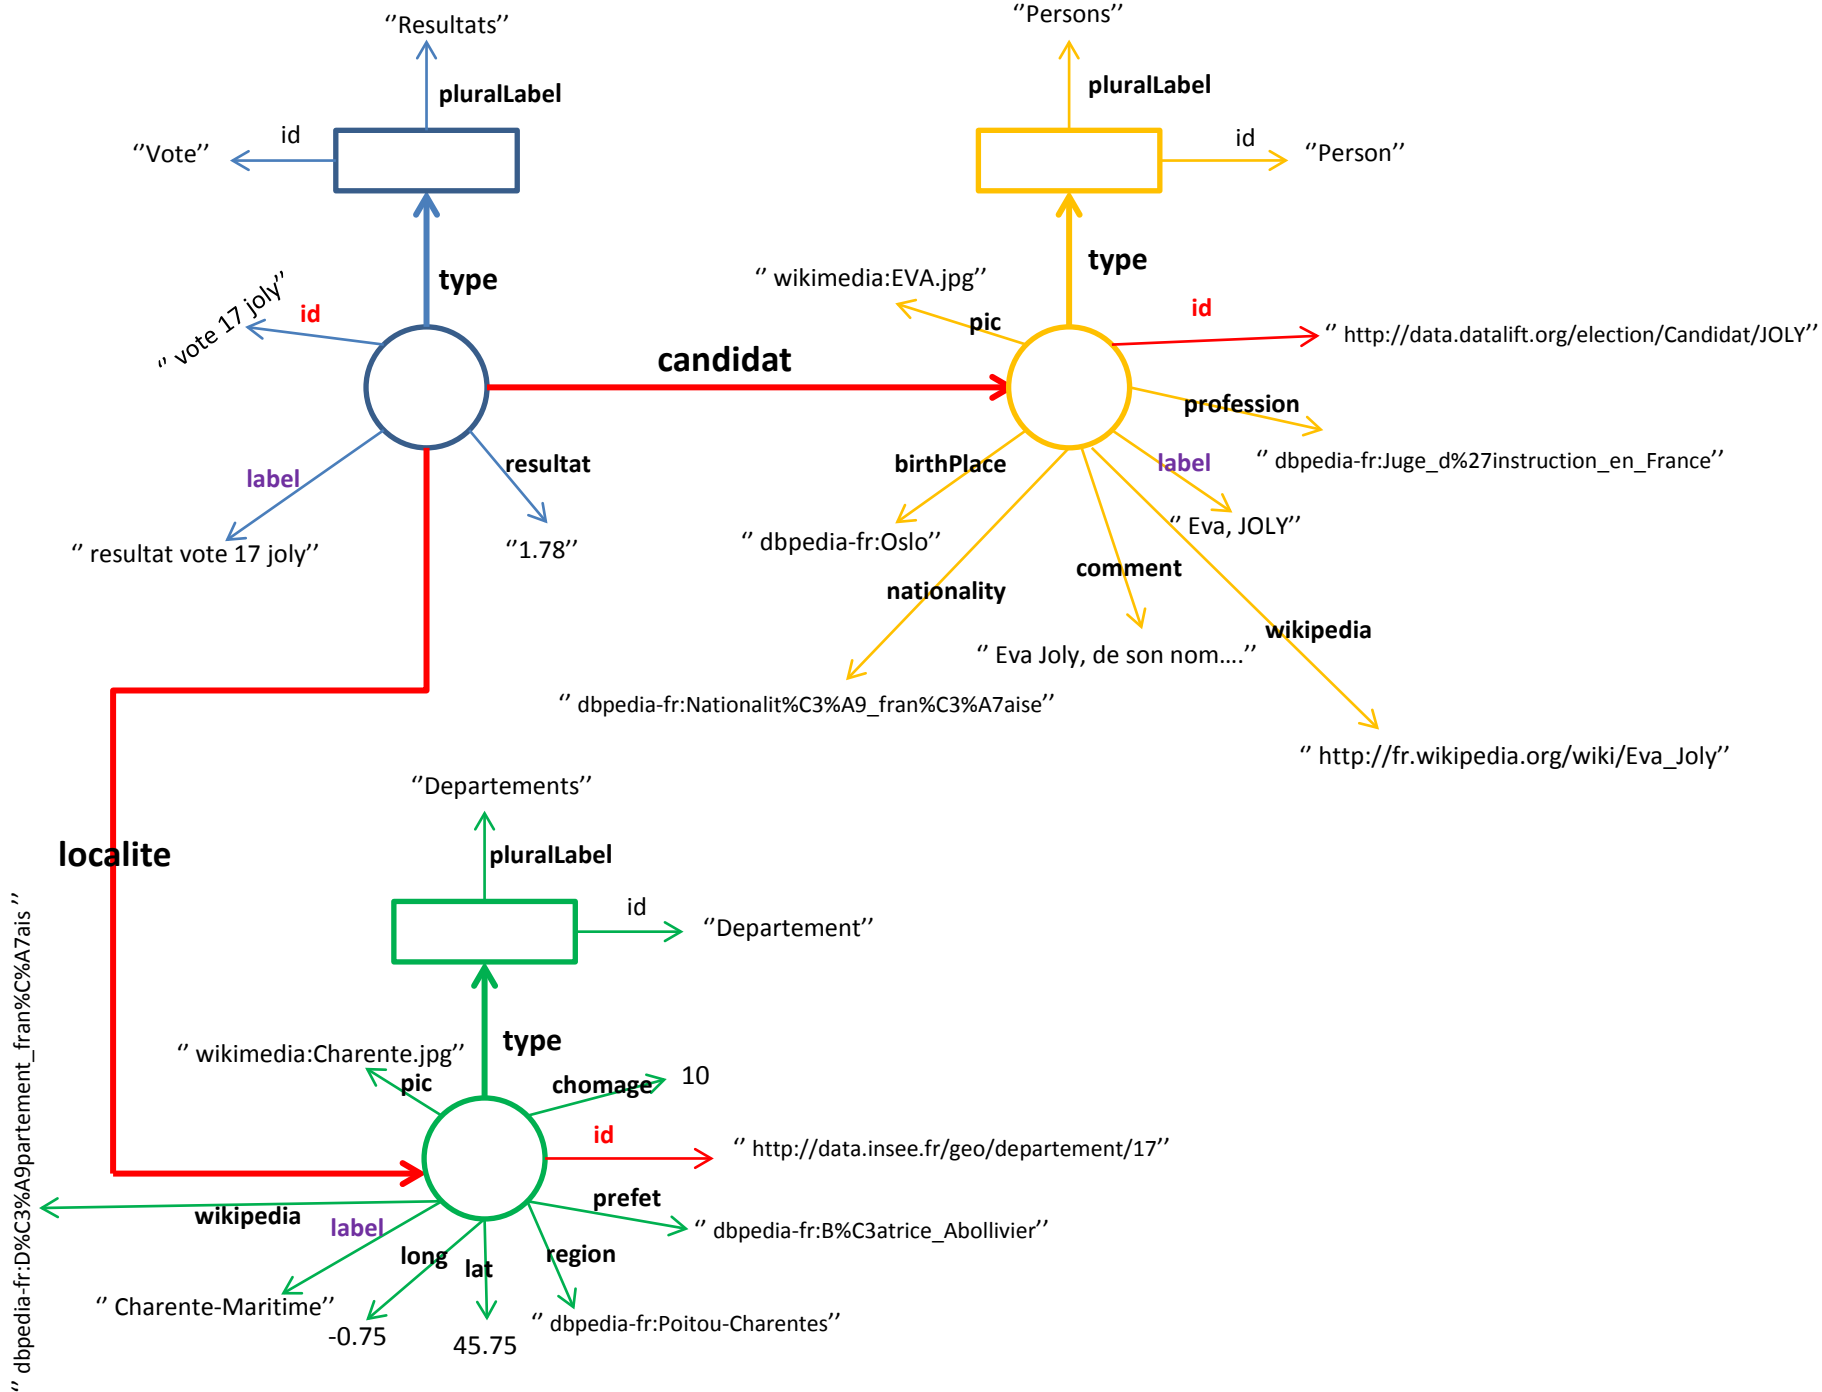 ‘’Resultats’’
pluralLabel
id
‘’Vote’’
type
‘’ vote 17 joly’’
id
candidat
label
resultat
‘’ resultat vote 17 joly’’
‘’1.78’’
‘’Persons’’
pluralLabel
id
‘’Person’’
type
‘’ wikimedia:EVA.jpg’’
pic
id
‘’ http://data.datalift.org/election/Candidat/JOLY’’
profession
‘’ dbpedia-fr:Juge_d%27instruction_en_France’’
birthPlace
label
‘’ Eva, JOLY’’
‘’ dbpedia-fr:Oslo’’
nationality
comment
wikipedia
‘’ Eva Joly, de son nom….’’
‘’ dbpedia-fr:Nationalit%C3%A9_fran%C3%A7aise’’
‘’ http://fr.wikipedia.org/wiki/Eva_Joly’’
localite
‘’Departements’’
pluralLabel
id
‘’Departement’’
type
‘’ wikimedia:Charente.jpg’’
pic
chomage
10
id
‘’ http://data.insee.fr/geo/departement/17’’
prefet
‘’ dbpedia-fr:B%C3atrice_Abollivier’’
wikipedia
‘’ dbpedia-fr:D%C3%A9partement_fran%C%A7ais ’’
label
long
lat
region
‘’ Charente-Maritime’’
-0.75
45.75
‘’ dbpedia-fr:Poitou-Charentes’’